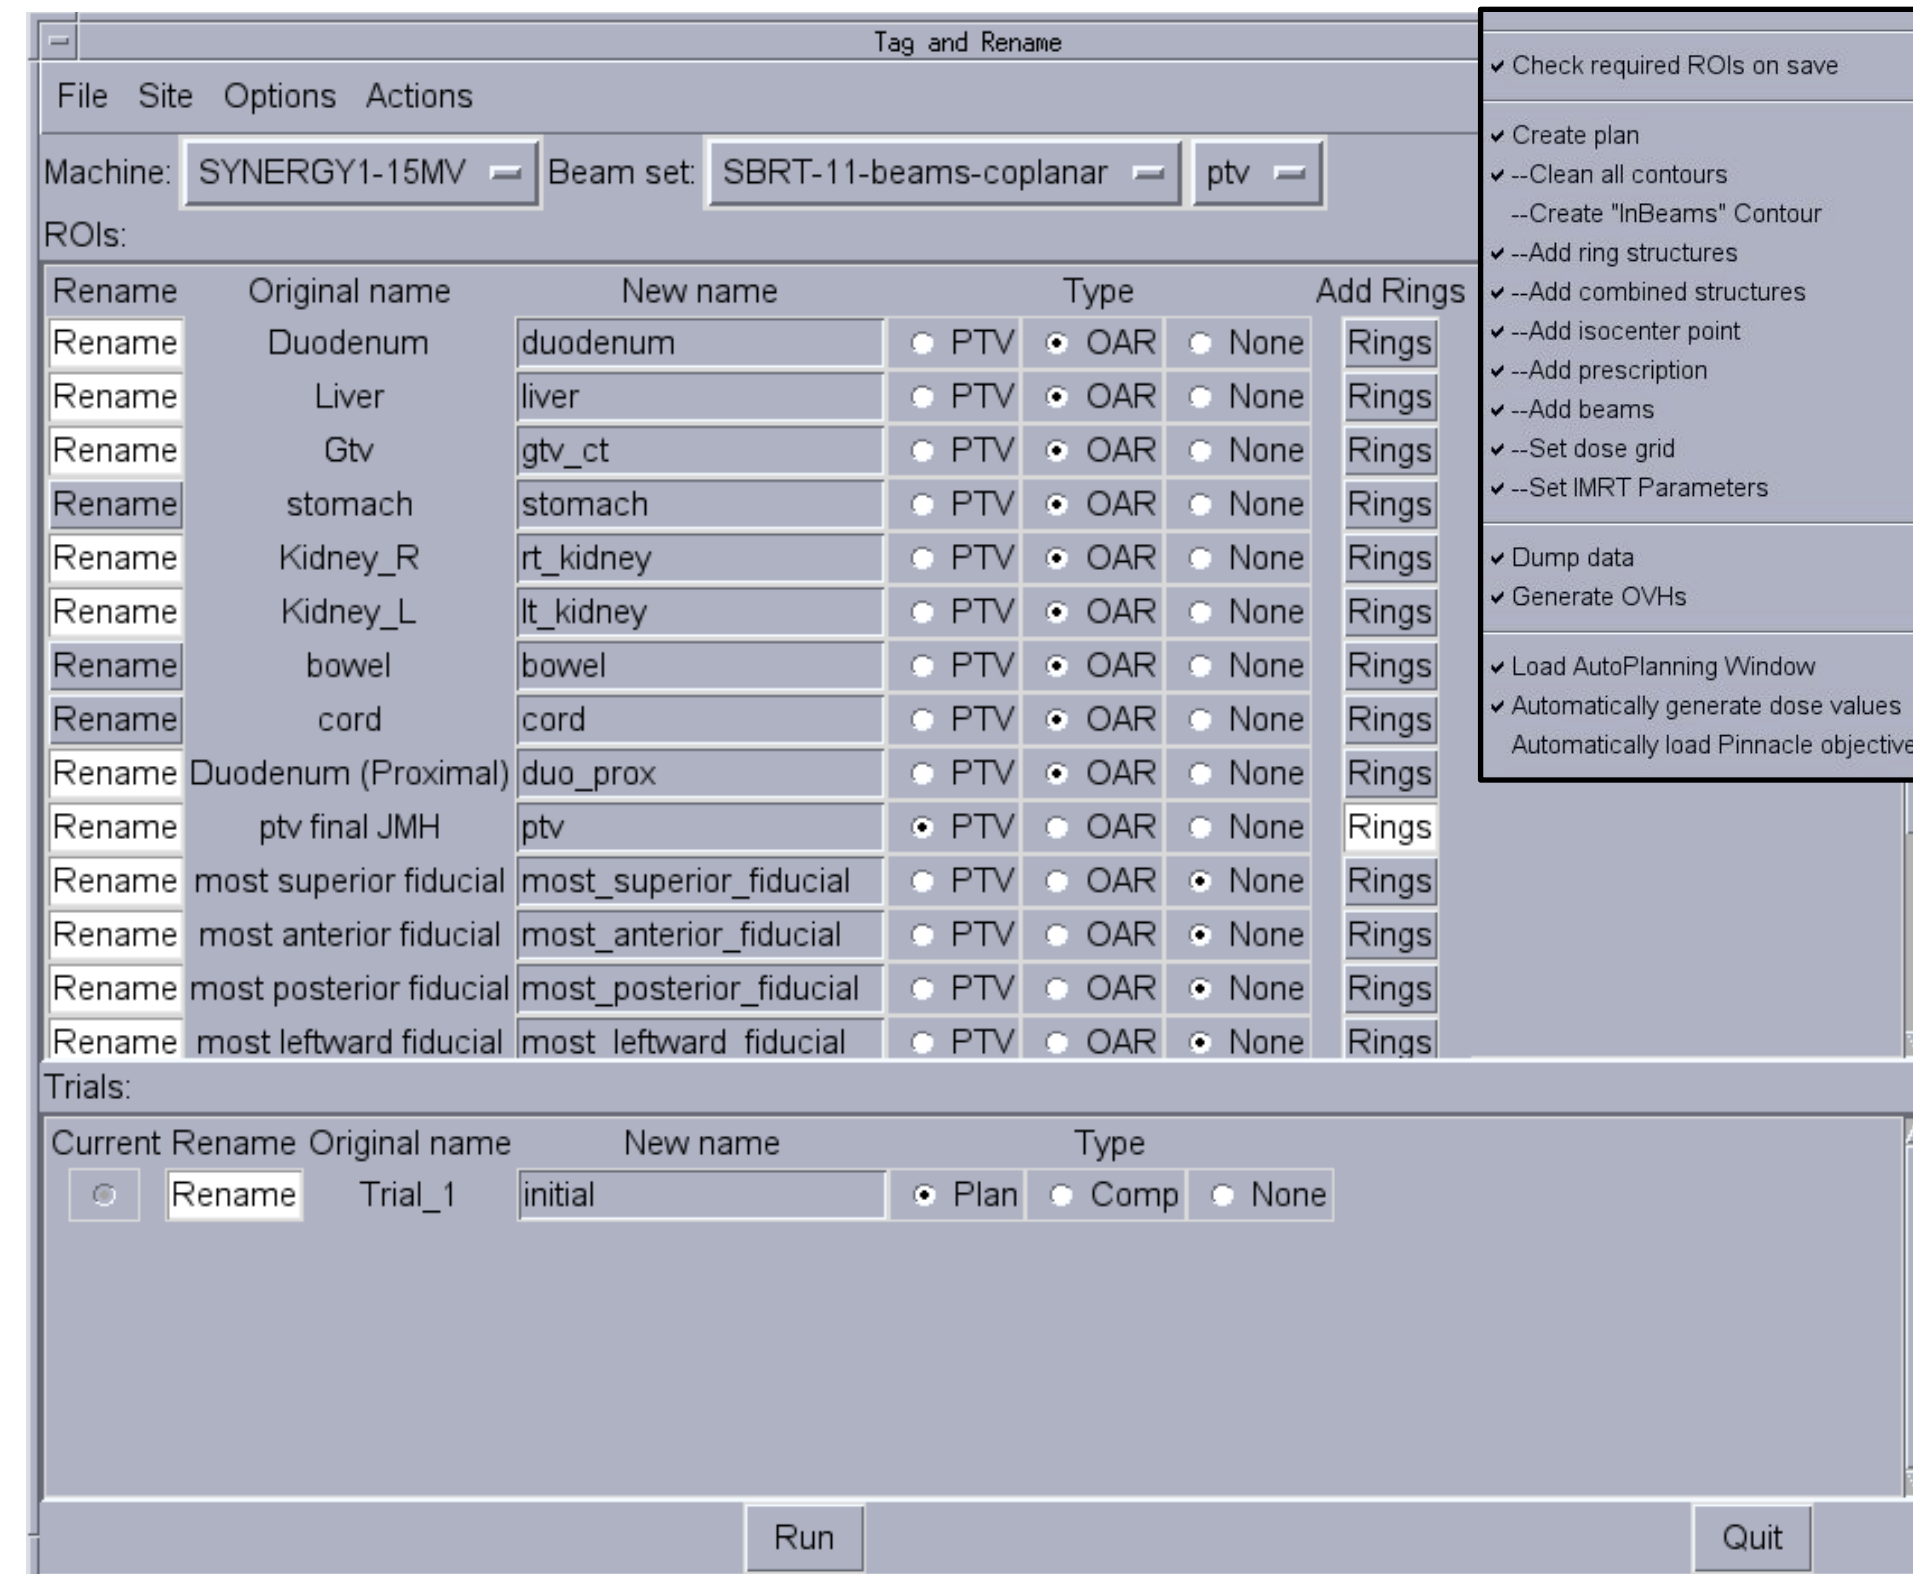 Tag and Rename
File Site Options Actions
Machine: SYNERGY1-15MV Beam set: SBRT-11-beams-coplanar ptv
ROIs:
Rename Original name New name Type Add Rings
Rename Duodenum duodenum PTV OAR None Rings
Rename Liver liver PTV OAR None Rings
Rename Gtv gtv_ct PTV OAR None Rings
Rename stomach stomach PTV OAR None Rings
Rename Kidney_R rt_kidney PTV OAR None Rings
Rename Kidney_L lt_kidney PTV OAR None Rings
Rename bowel bowel PTV OAR None Rings
Rename cord cord PTV OAR None Rings
Rename Duodenum (Proximal) duo_prox PTV OAR None Rings
Rename ptv final JMH ptv PTV OAR None Rings
Rename most superior fiducial most_superior_fiducial PTV OAR None Rings
Rename most anterior fiducial most_anterior_fiducial PTV OAR None Rings
Rename most posterior fiducial most_posterior_fiducial PTV OAR None Rings
Rename most leftward fiducial most_leftward_fiducial PTV OAR None Rings
Trials:
Current Rename Original name New name Type
Rename Trial_1 initial Plan Comp None
Run Quit
Check required ROIs on save
Create plan
--Clean all contours
--Create "InBeams" Contour
--Add ring structures
--Add combined structures
--Add isocenter point
--Add prescription
--Add beams
--Set dose grid
--Set IMRT Parameters
Dump data
Generate OVHs
Load AutoPlanning Window
Automatically generate dose values
Automatically load Pinnacle objective